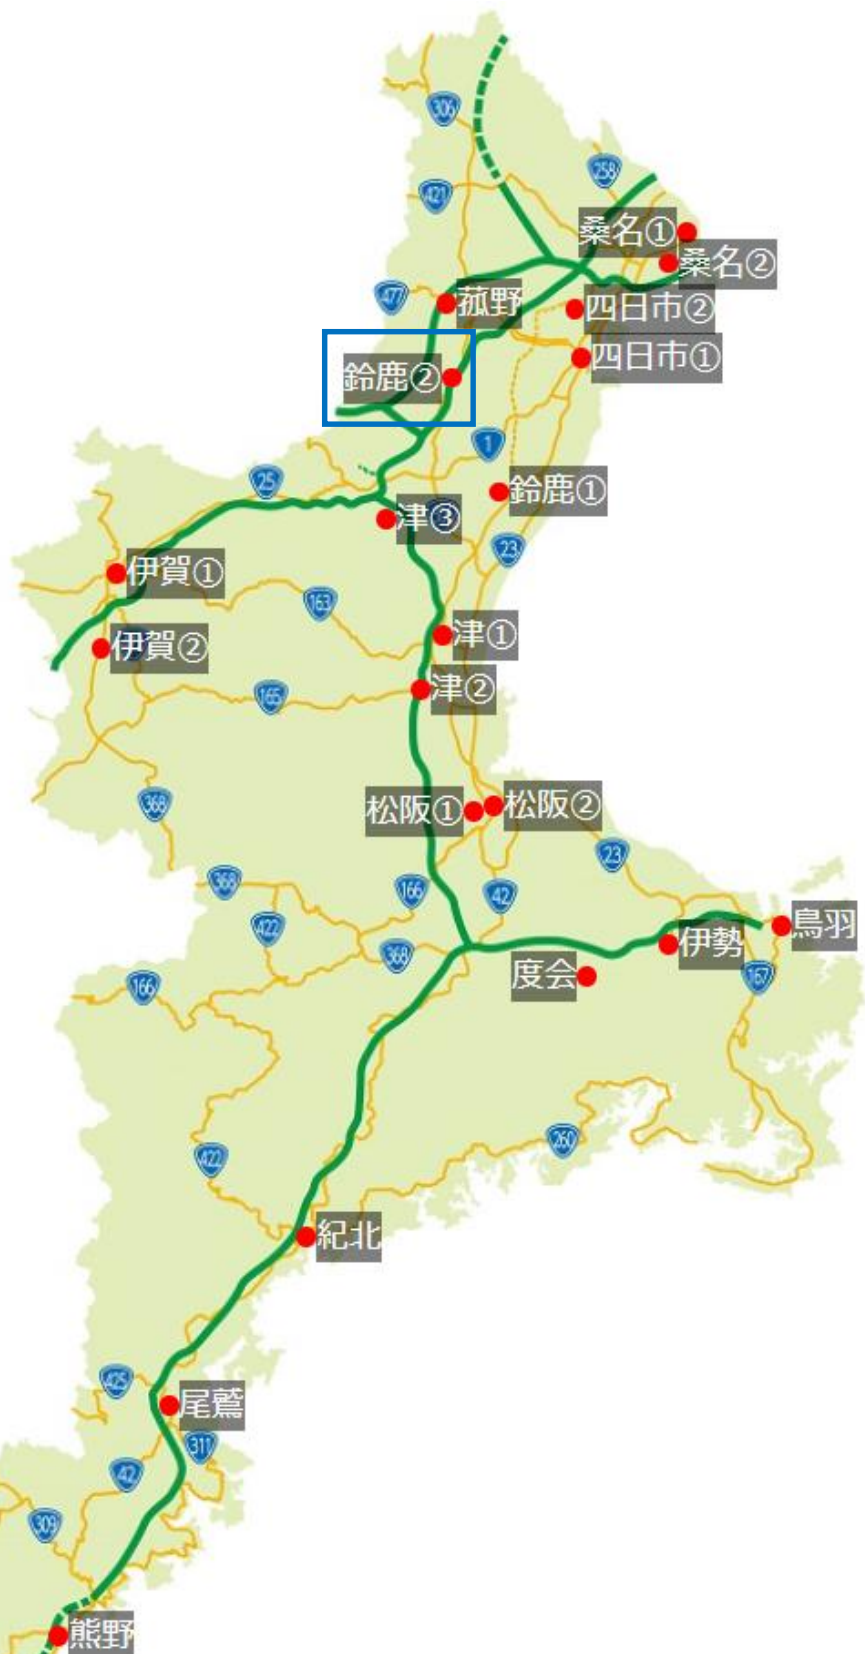 306
258
421
桑名①
桑名②
477
菰野
四日市②
四日市①
鈴鹿②
1
25
鈴鹿①
津③
23
伊賀①
163
津①
伊賀②
165
津②
368
松阪①
松阪②
23
368
166
42
422
鳥羽
伊勢
368
度会
167
166
260
422
紀北
425
尾鷲
311
42
309
熊野